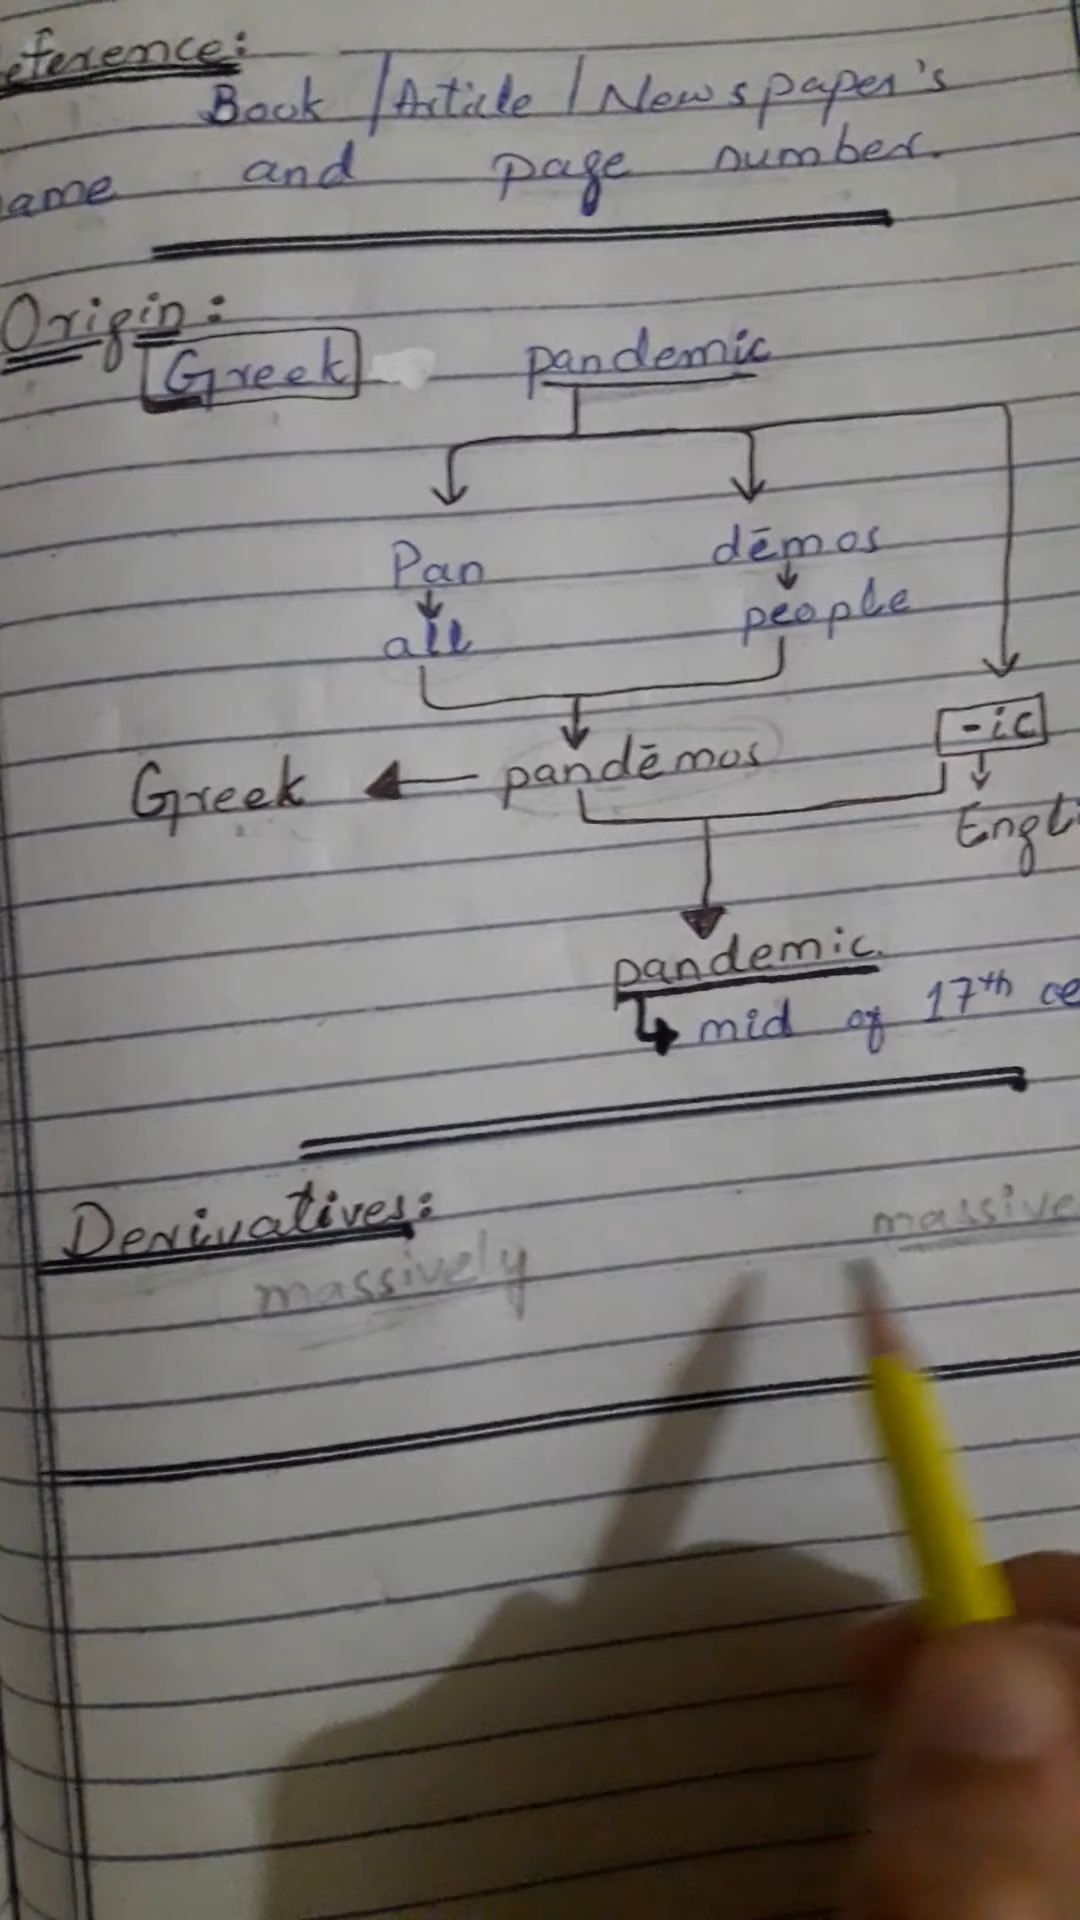 eference:
Book / Article / Newspaper's
ame and page number.
Origin:
Greek pandemic
Pan dēmos
all people
-ic
Greek pandēmos
Engli
pandemic.
mid of 17th ce
Derivatives:
massively massive